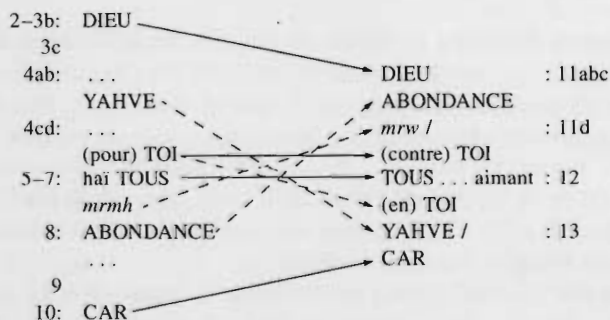 2–3b: DIEU
3c
4ab: . . . DIEU : 11abc
YAHVE ABONDANCE
4cd: . . . mrw / : 11d
(pour) TOI (contre) TOI
5–7: haï TOUS TOUS . . . aimant : 12
mrmh (en) TOI
8: ABONDANCE YAHVE / : 13
. . . CAR
9
10: CAR